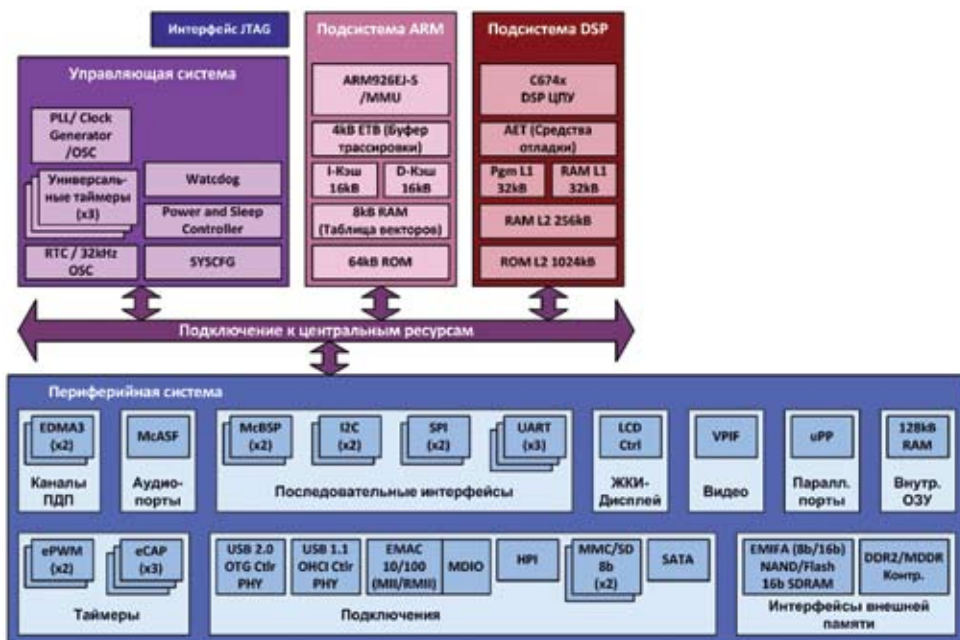 Интерфейс JTAG
Управляющая система
PLL/ Clock
Generator
/OSC
Универсаль-
ные таймеры
(x3)
RTC / 32kHz
OSC
Watcdog
Power and Sleep
Controller
SYSCFG
Подсистема ARM
ARM926EJ-S
/MMU
4kB ETB (Буфер
трассировки)
I-Кэш
16kB
D-Кэш
16kB
8kB RAM
(Таблица векторов)
64kB ROM
Подсистема DSP
C674x
DSP ЦПУ
AET (Средства
отладки)
Pgm L1
32kB
RAM L1
32kB
RAM L2 256kB
ROM L2 1024kB
Подключение к центральным ресурсам
Периферийная система
EDMA3
(x2)
Каналы
ПДП
McASF
Аудио-
порты
McBSP
(x2)
I2C
(x2)
SPI
(x2)
UART
(x3)
Последовательные интерфейсы
LCD
Ctrl
ЖКИ-
Дисплей
VPIF
Видео
uPP
Паралл.
порты
128kB
RAM
Внутр.
ОЗУ
ePWM
(x2)
eCAP
(x3)
Таймеры
USB 2.0
OTG Ctlr
PHY
USB 1.1
OHCI Ctlr
PHY
EMAC
10/100
(MII/RMII)
MDIO
HPI
MMC/SD
8b
(x2)
SATA
Подключения
EMIFA (8b/16b)
NAND/Flash
16b SDRAM
DDR2/MDDR
Контр.
Интерфейсы внешней
памяти